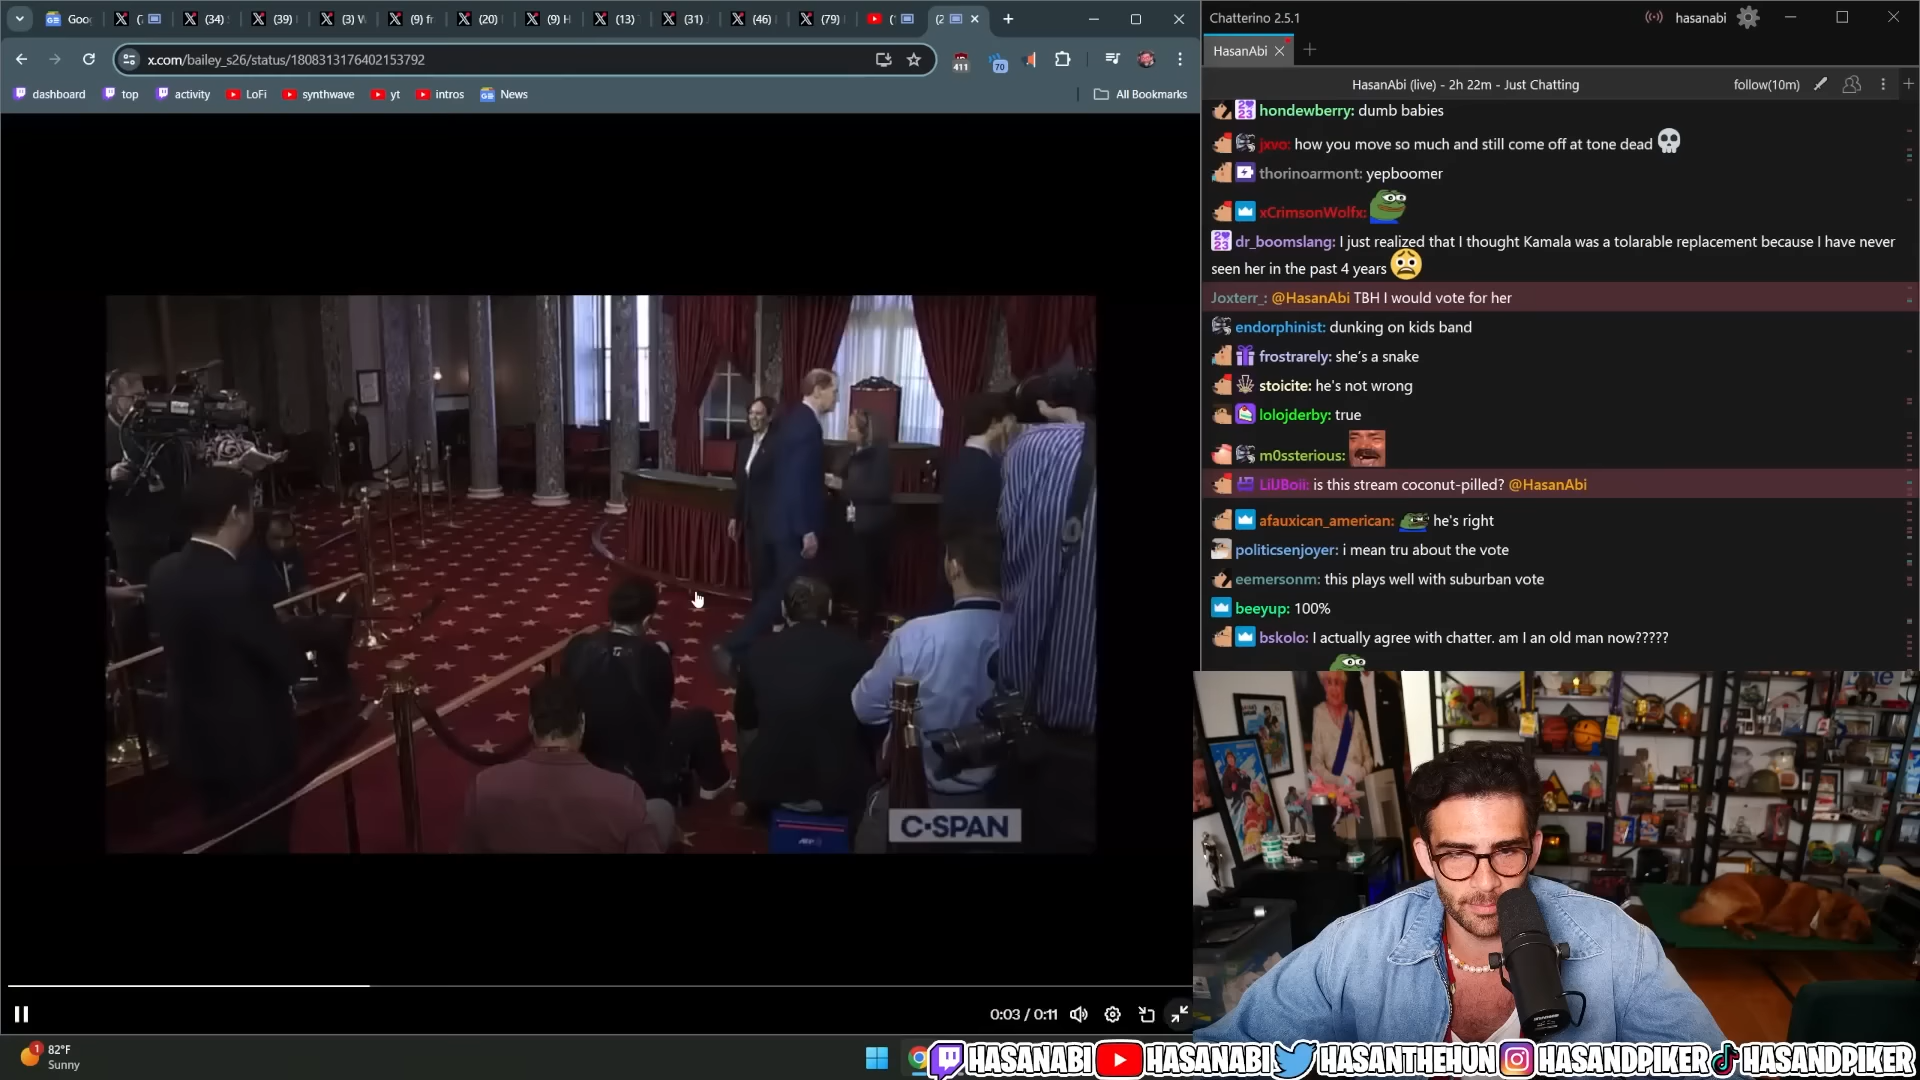 Goo
(34)
(39)
(3) W
(9) fr
(20)
(9) H
(13)
(31)
(46)
(79)
x.com/bailey_s26/status/1808313176402153792
411
70
dashboard
top
activity
LoFi
synthwave
yt
intros
News
All Bookmarks
C·SPAN
0:03 / 0:11
1
82°F
Sunny
Chatterino 2.5.1
hasanabi
HasanAbi
HasanAbi (live) - 2h 22m - Just Chatting
follow(10m)
hondewberry: dumb babies
jxvo: how you move so much and still come off at tone dead
thorinoarmont: yepboomer
xCrimsonWolfx:
dr_boomslang: I just realized that I thought Kamala was a tolarable replacement because I have never
seen her in the past 4 years
Joxterr_: @HasanAbi TBH I would vote for her
endorphinist: dunking on kids band
frostrarely: she's a snake
stoicite: he's not wrong
lolojderby: true
m0ssterious:
LilJBoii: is this stream coconut-pilled? @HasanAbi
afauxican_american: he's right
politicsenjoyer: i mean tru about the vote
eemersonm: this plays well with suburban vote
beeyup: 100%
bskolo: I actually agree with chatter. am I an old man now?????
HASANABI
HASANABI
HASANTHEHUN
HASANDPIKER
HASANDPIKER